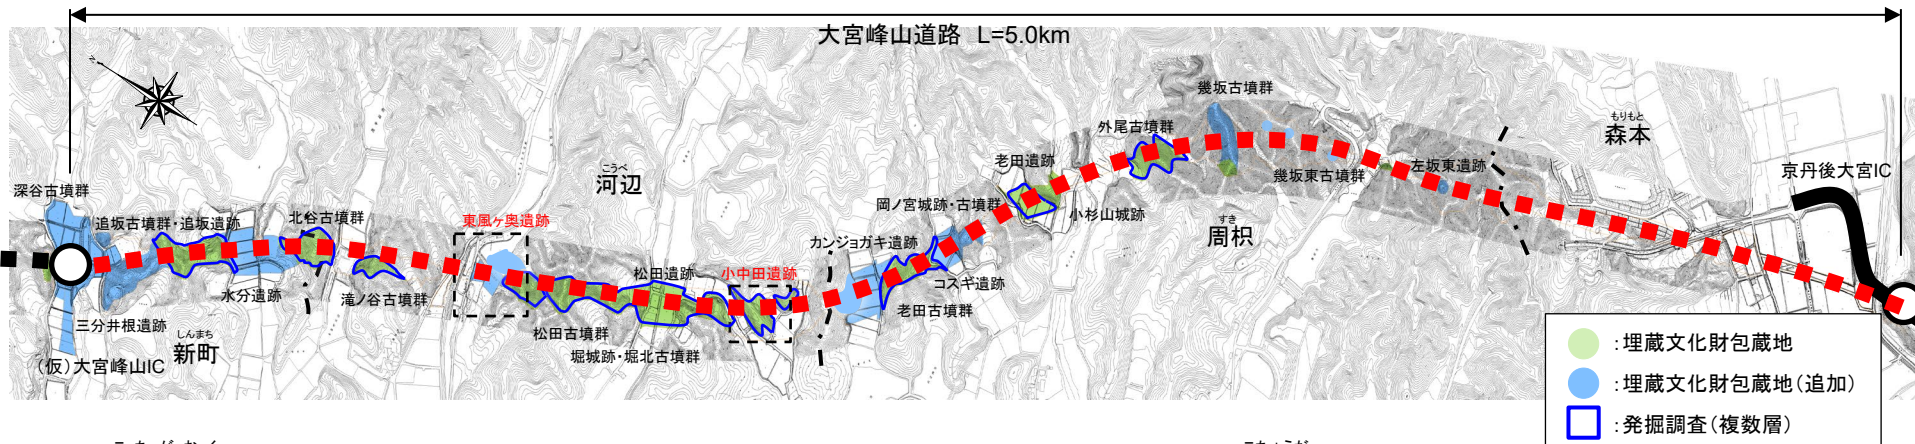 大宮峰山道路 L=5.0km
幾坂古墳群
もりもと
森本
外尾古墳群
老田遺跡
左坂東遺跡
京丹後大宮IC
幾坂東古墳群
こうべ
河辺
深谷古墳群
追坂古墳群・追坂遺跡
北谷古墳群
東風ヶ奥遺跡
岡ノ宮城跡・古墳群
小杉山城跡
すき
周枳
カンジョガキ遺跡
松田遺跡
小中田遺跡
コスギ遺跡
水分遺跡
滝ノ谷古墳群
老田古墳群
三分井根遺跡
松田古墳群
しんまち
新町
堀城跡・堀北古墳群
(仮)大宮峰山IC
:埋蔵文化財包蔵地
:埋蔵文化財包蔵地(追加)
:発掘調査(複数層)